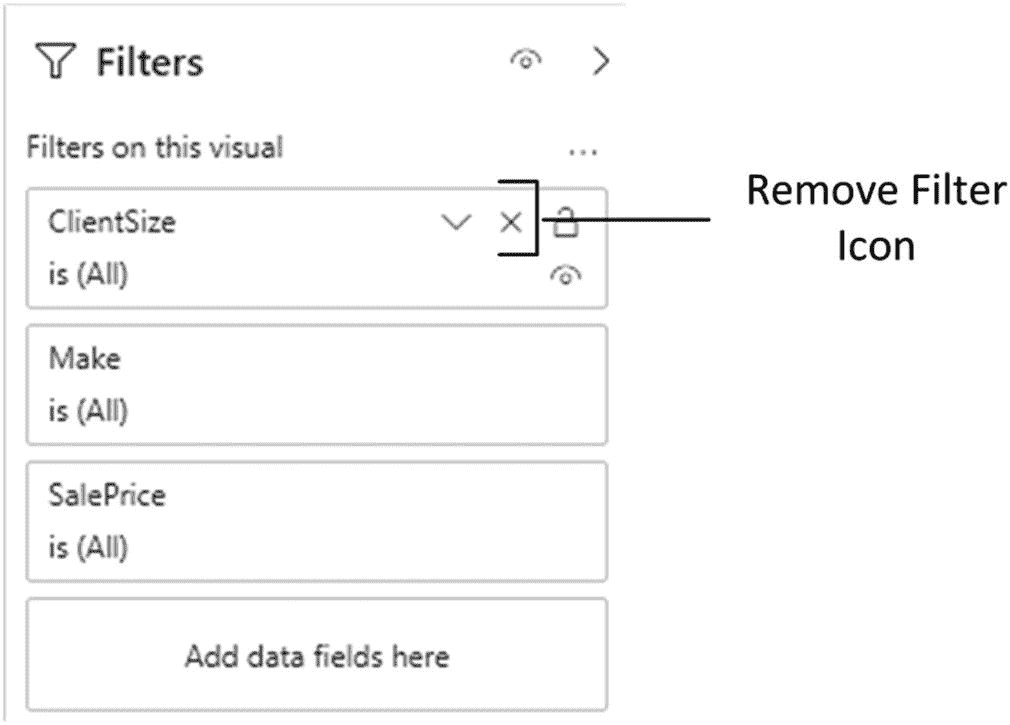 Filters
Filters on this visual
ClientSize
is (All)
Make
is (All)
SalePrice
is (All)
Add data fields here
Remove Filter
Icon